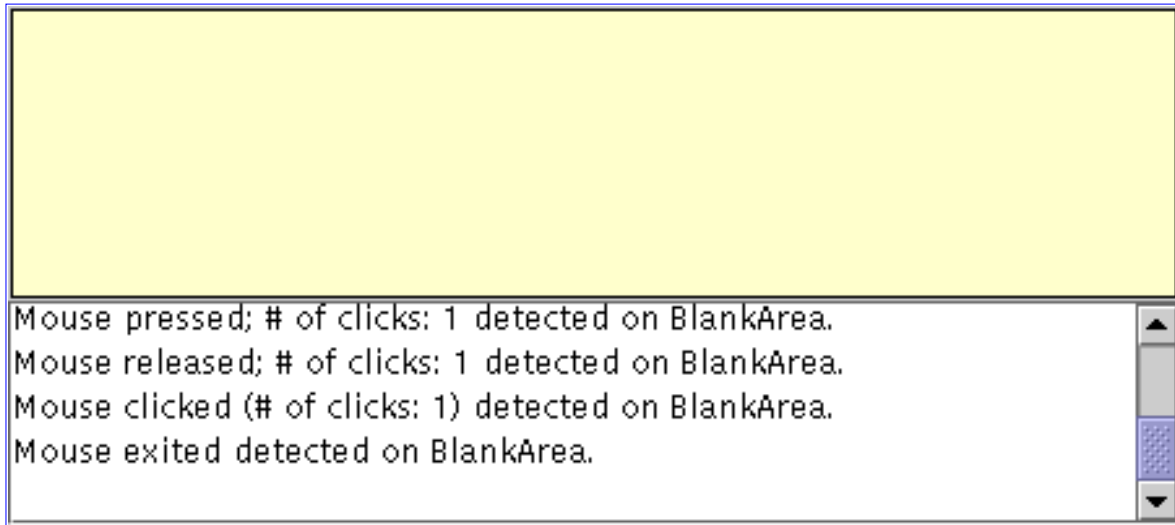 Mouse pressed; # of clicks: 1 detected on BlankArea.
Mouse released; # of clicks: 1 detected on BlankArea.
Mouse clicked (# of clicks: 1) detected on BlankArea.
Mouse exited detected on BlankArea.